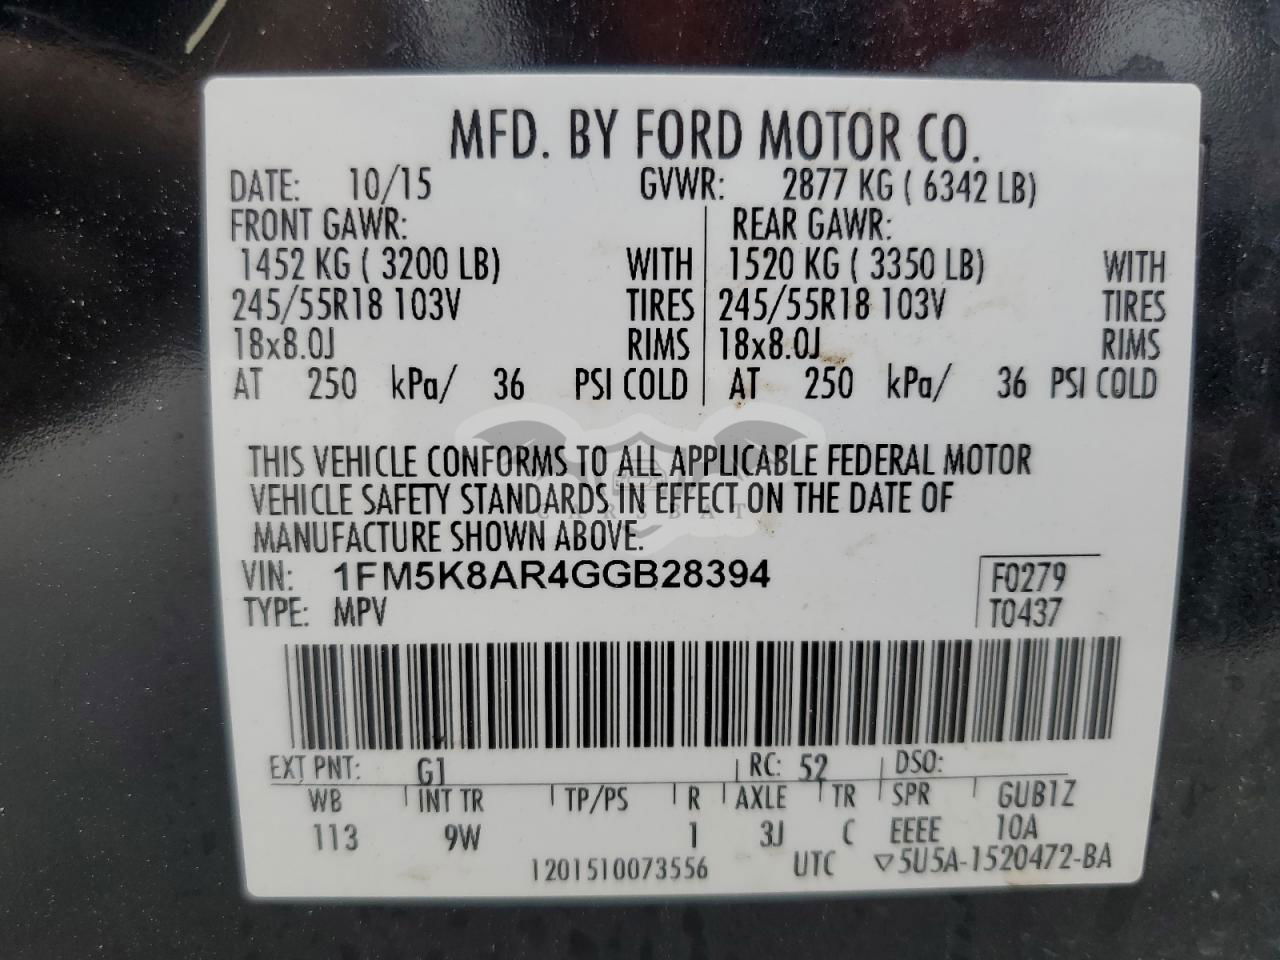 MFD. BY FORD MOTOR CO.
DATE: 10/15 GVWR: 2877 KG ( 6342 LB)
FRONT GAWR: REAR GAWR:
1452 KG ( 3200 LB) WITH 1520 KG ( 3350 LB) WITH
245/55R18 103V TIRES 245/55R18 103V TIRES
18x8.0J RIMS 18x8.0J RIMS
AT 250 kPa/ 36 PSI COLD AT 250 kPa/ 36 PSI COLD
THIS VEHICLE CONFORMS TO ALL APPLICABLE FEDERAL MOTOR
VEHICLE SAFETY STANDARDS IN EFFECT ON THE DATE OF
CARSBAT
MANUFACTURE SHOWN ABOVE.
VIN: 1FM5K8AR4GGB28394 F0279
TYPE: MPV T0437
EXT PNT: G1 RC: 52 DSO:
WB INT TR TP/PS R AXLE TR SPR GUB1Z
113 9W 1 3J C EEEE 10A
1201510073556 UTC ▽5U5A-1520472-BA